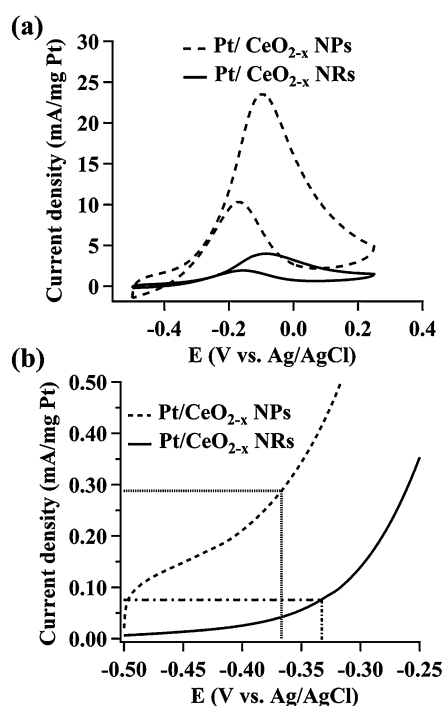 (a)
Pt/ CeO2-x NPs
Pt/ CeO2-x NRs
Current density (mA/mg Pt)
30
25
20
15
10
5
0
-0.4 -0.2 0.0 0.2 0.4
E (V vs. Ag/AgCl)
(b)
Pt/CeO2-x NPs
Pt/CeO2-x NRs
Current density (mA/mg Pt)
0.50
0.40
0.30
0.20
0.10
0.00
-0.50 -0.45 -0.40 -0.35 -0.30 -0.25
E (V vs. Ag/AgCl)